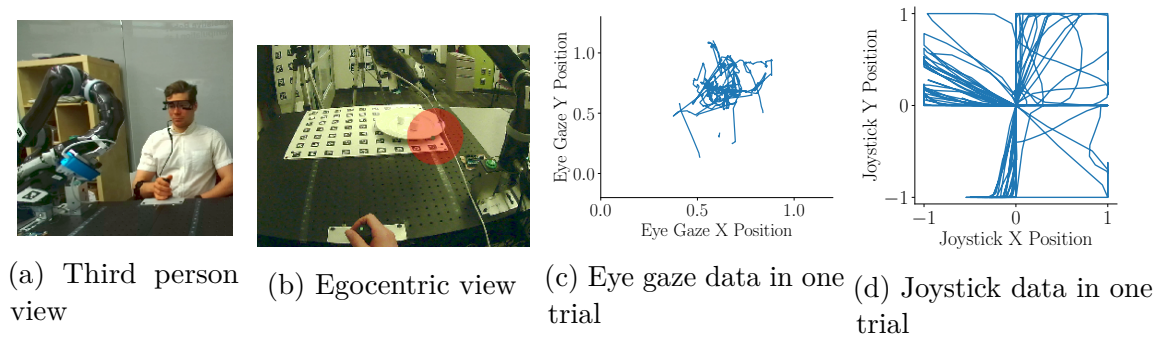 1.0
0.5
0.0
0.0
0.5
1.0
Eye Gaze Y Position
Eye Gaze X Position
1
0
−1
−1
0
1
Joystick Y Position
Joystick X Position
(a) Third person
view
(b) Egocentric view
(c) Eye gaze data in one
trial
(d) Joystick data in one
trial